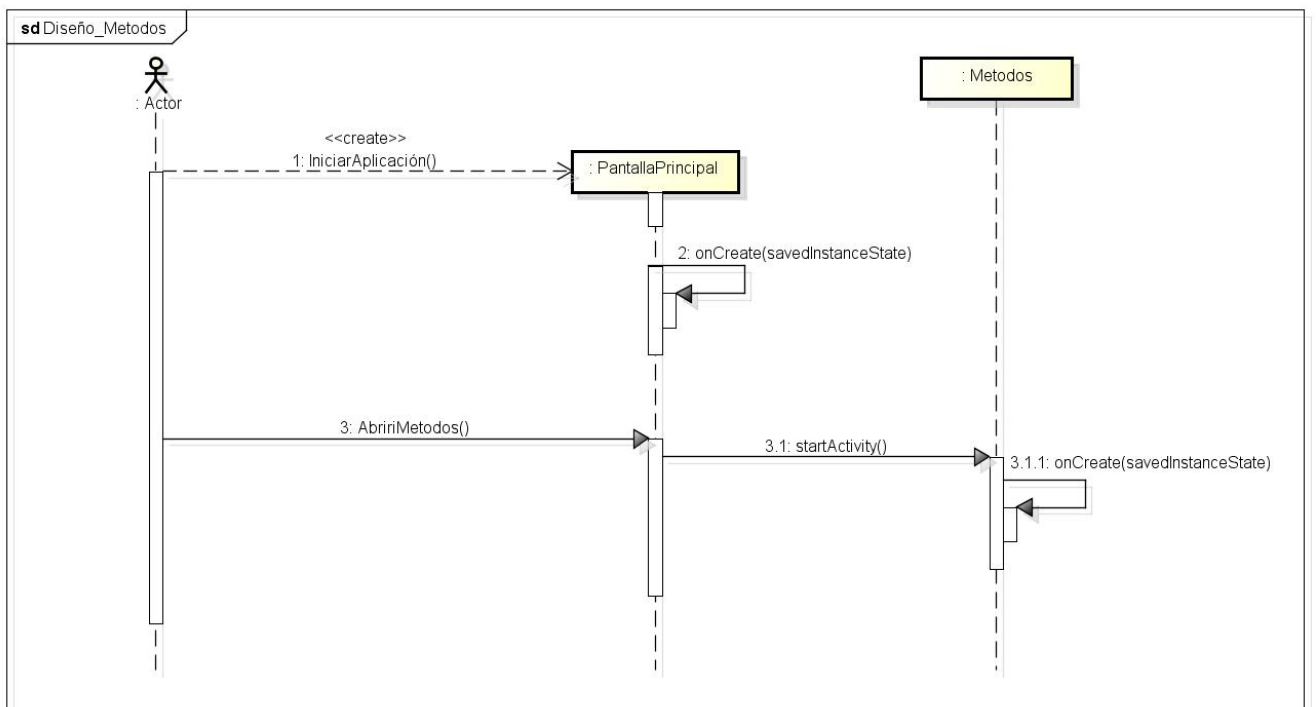 sd Diseño_Metodos
: Actor
: Metodos
<<create>>
1: IniciarAplicación()
: PantallaPrincipal
2: onCreate(savedInstanceState)
3: AbririMetodos()
3.1: startActivity()
3.1.1: onCreate(savedInstanceState)